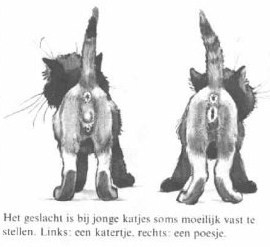 Het geslacht is bij jonge katjes soms moeilijk vast te
stellen. Links: een katertje, rechts: een poesje.